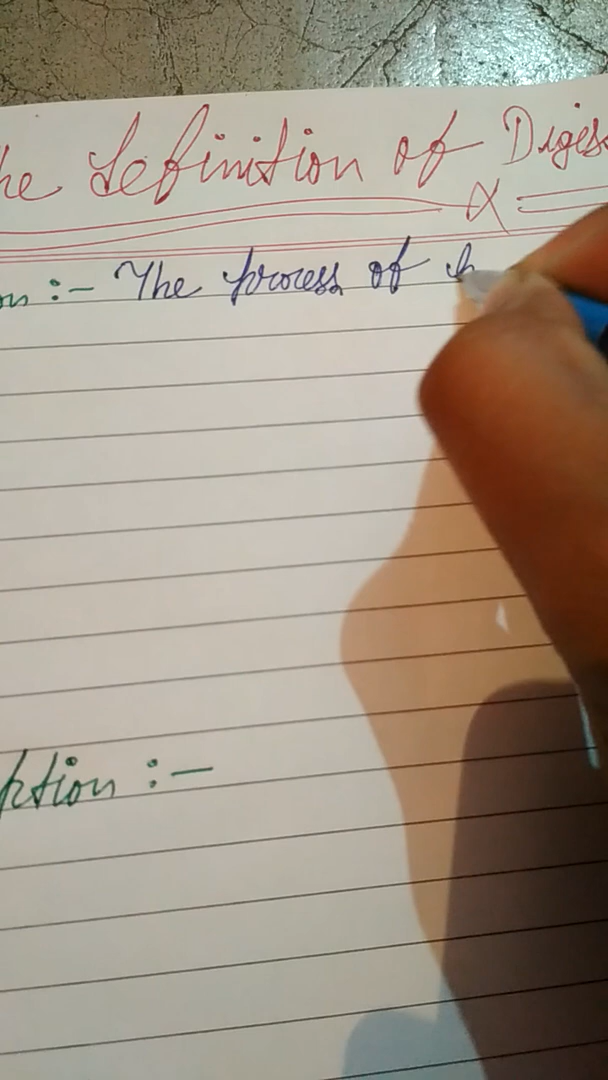 he Definition of Diges
on :- The process of
ption :-